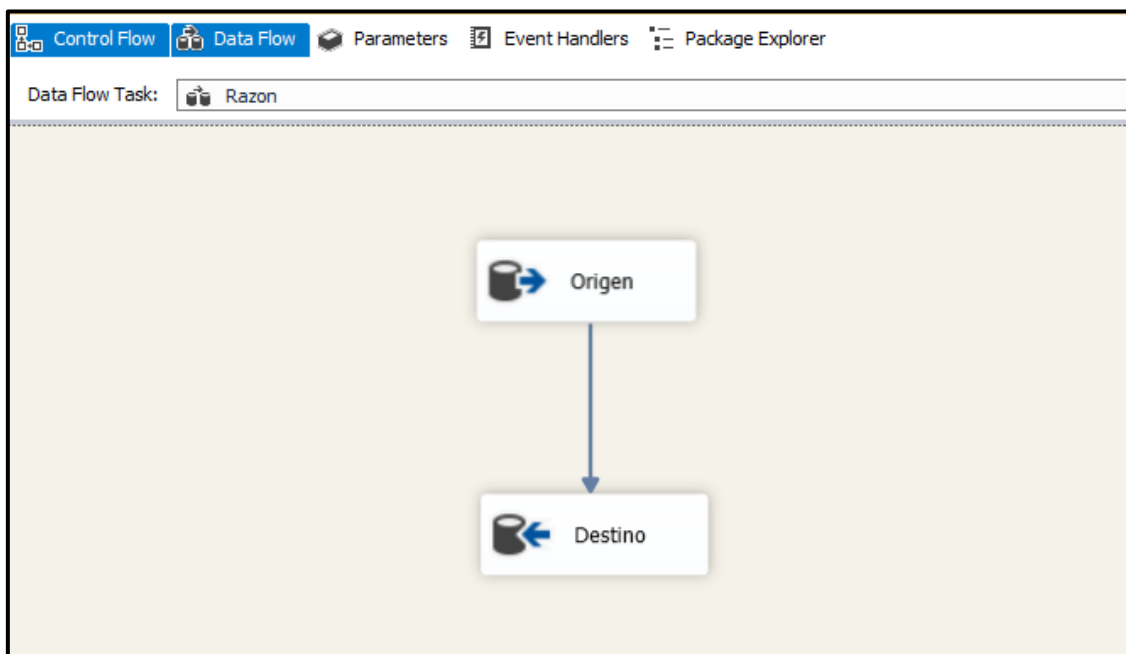 Control Flow Data Flow Parameters Event Handlers Package Explorer
Data Flow Task: Razon
Origen
Destino